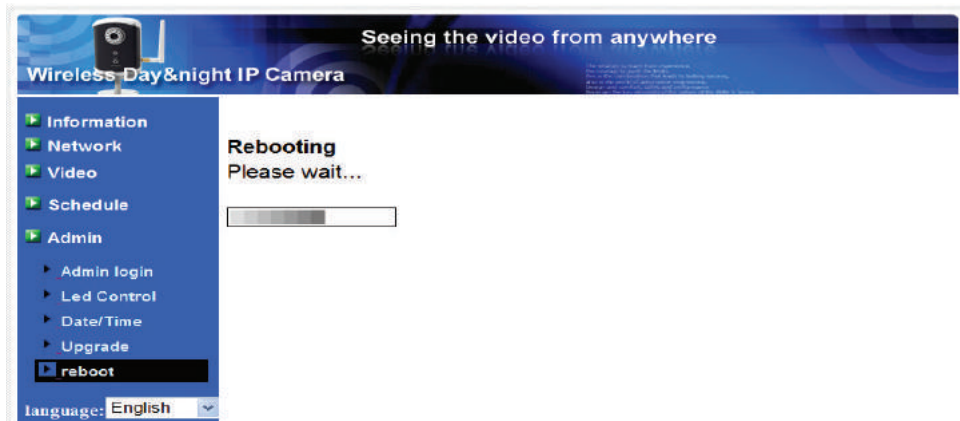 Seeing the video from anywhere
Wireless Day&night IP Camera
Information
Network
Video
Schedule
Admin
Admin login
Led Control
Date/Time
Upgrade
reboot
language: English
Rebooting
Please wait...